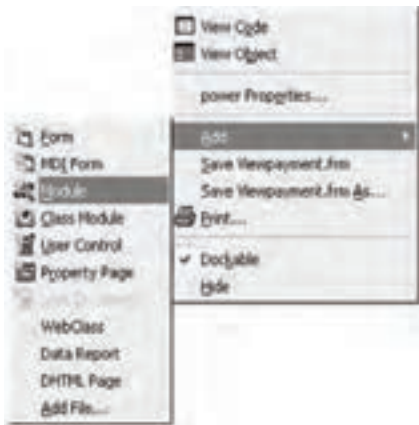 View Code
View Object
power Properties...
Add
Save Viewpayment.frm
Save Viewpayment.frm As...
Print...
Dockable
Hide
Form
MDI Form
Module
Class Module
User Control
Property Page
WebClass
Data Report
DHTML Page
Add File...